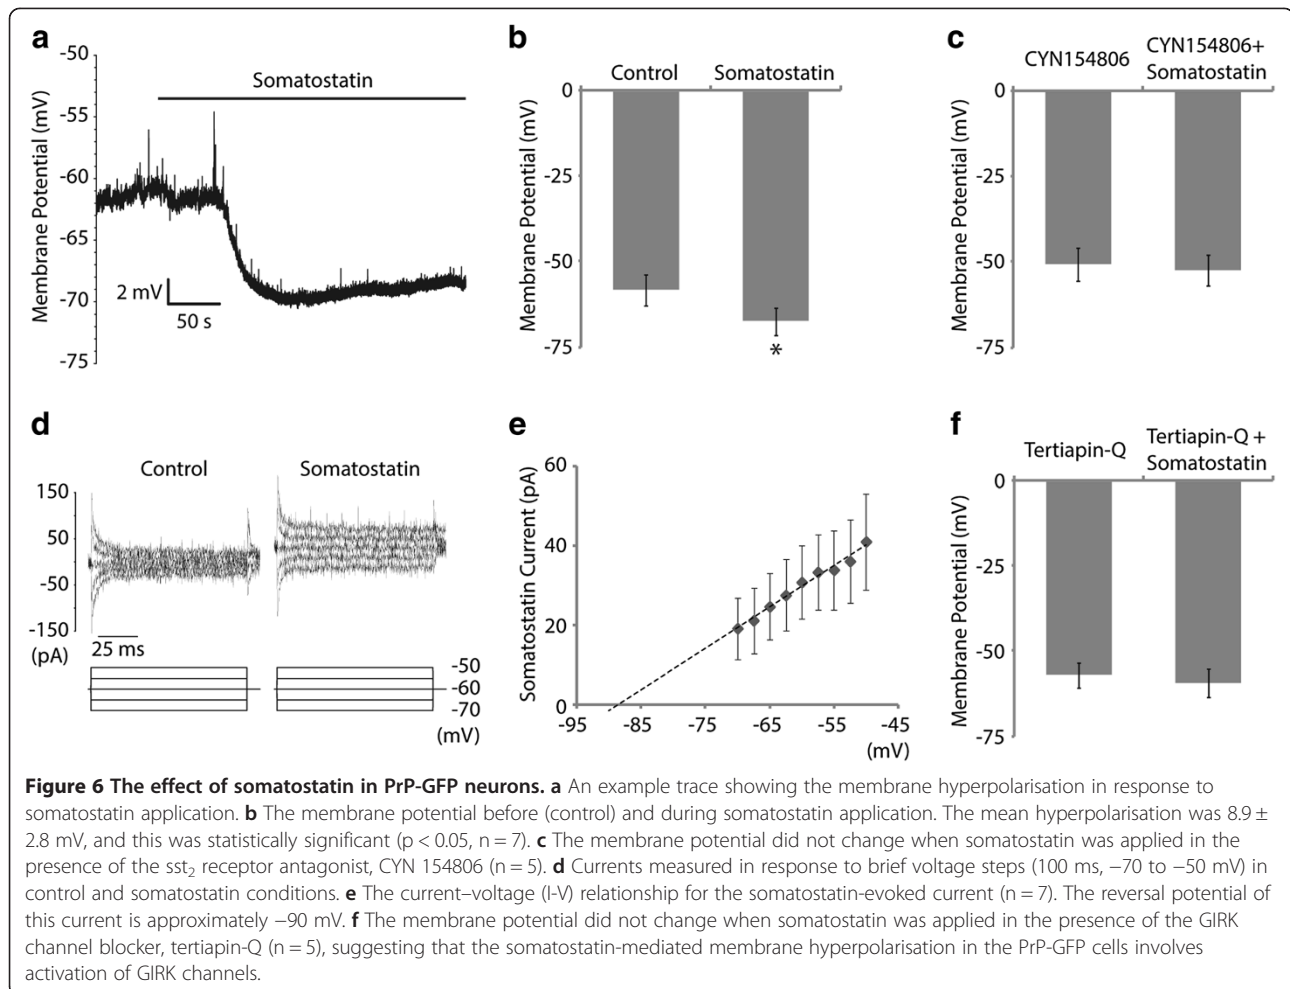 a
-50
-55
-60
-65
-70
-75
Membrane Potential (mV)
Somatostatin
2 mV
50 s
b
Control
Somatostatin
0
-25
-50
-75
Membrane Potential (mV)
*
c
CYN154806
CYN154806+
Somatostatin
0
-25
-50
-75
Membrane Potential (mV)
d
Control
Somatostatin
150
50
-50
-150
(pA)
25 ms
-50
-60
-70
(mV)
e
60
40
20
0
Somatostatin Current (pA)
-95
-85
-75
-65
-55
-45
(mV)
f
Tertiapin-Q
Tertiapin-Q +
Somatostatin
0
-25
-50
-75
Membrane Potential (mV)
Figure 6 The effect of somatostatin in PrP-GFP neurons. a An example trace showing the membrane hyperpolarisation in response to
somatostatin application. b The membrane potential before (control) and during somatostatin application. The mean hyperpolarisation was 8.9 ±
2.8 mV, and this was statistically significant (p < 0.05, n = 7). c The membrane potential did not change when somatostatin was applied in the
presence of the sst₂ receptor antagonist, CYN 154806 (n = 5). d Currents measured in response to brief voltage steps (100 ms, −70 to −50 mV) in
control and somatostatin conditions. e The current–voltage (I-V) relationship for the somatostatin-evoked current (n = 7). The reversal potential of
this current is approximately −90 mV. f The membrane potential did not change when somatostatin was applied in the presence of the GIRK
channel blocker, tertiapin-Q (n = 5), suggesting that the somatostatin-mediated membrane hyperpolarisation in the PrP-GFP cells involves
activation of GIRK channels.